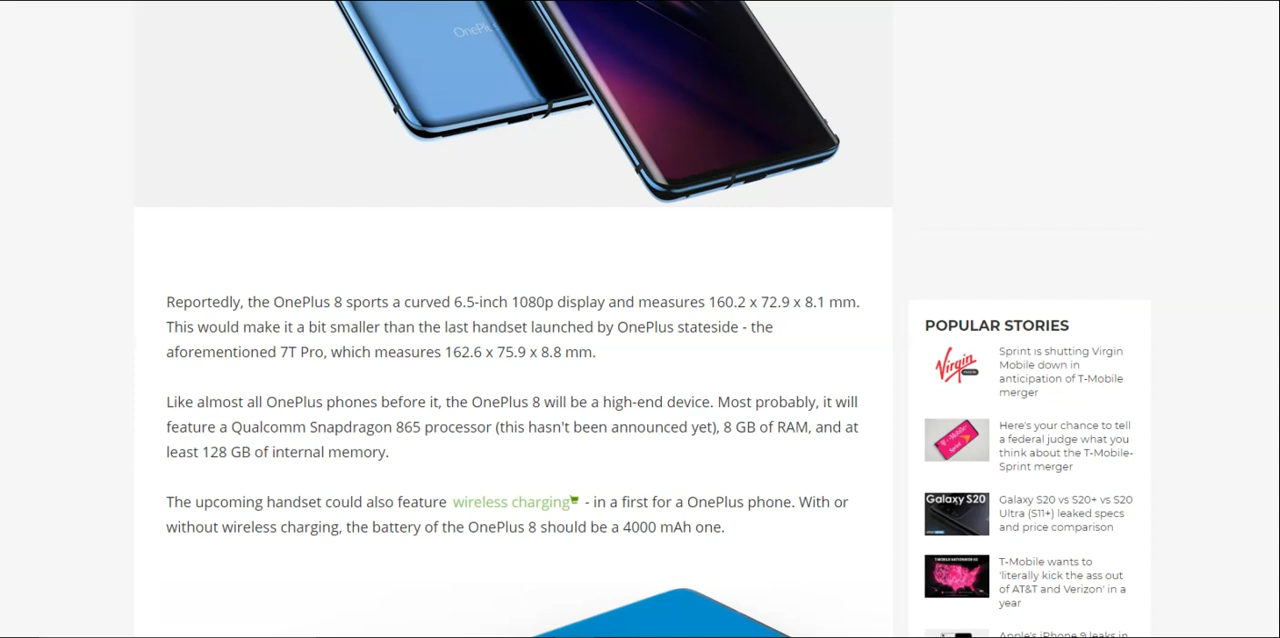 OnePlus
Reportedly, the OnePlus 8 sports a curved 6.5-inch 1080p display and measures 160.2 x 72.9 x 8.1 mm.
This would make it a bit smaller than the last handset launched by OnePlus stateside - the
aforementioned 7T Pro, which measures 162.6 x 75.9 x 8.8 mm.
Like almost all OnePlus phones before it, the OnePlus 8 will be a high-end device. Most probably, it will
feature a Qualcomm Snapdragon 865 processor (this hasn't been announced yet), 8 GB of RAM, and at
least 128 GB of internal memory.
The upcoming handset could also feature wireless charging - in a first for a OnePlus phone. With or
without wireless charging, the battery of the OnePlus 8 should be a 4000 mAh one.
POPULAR STORIES
Virgin
Sprint is shutting Virgin
Mobile down in
anticipation of T-Mobile
merger
T-Mobile
Sprint
Here's your chance to tell
a federal judge what you
think about the T-Mobile-
Sprint merger
Galaxy S20
Galaxy S20 vs S20+ vs S20
Ultra (S11+) leaked specs
and price comparison
T-Mobile wants to
'literally kick the ass out
of AT&T and Verizon' in a
year
Apple's iPhone 9 leaks in